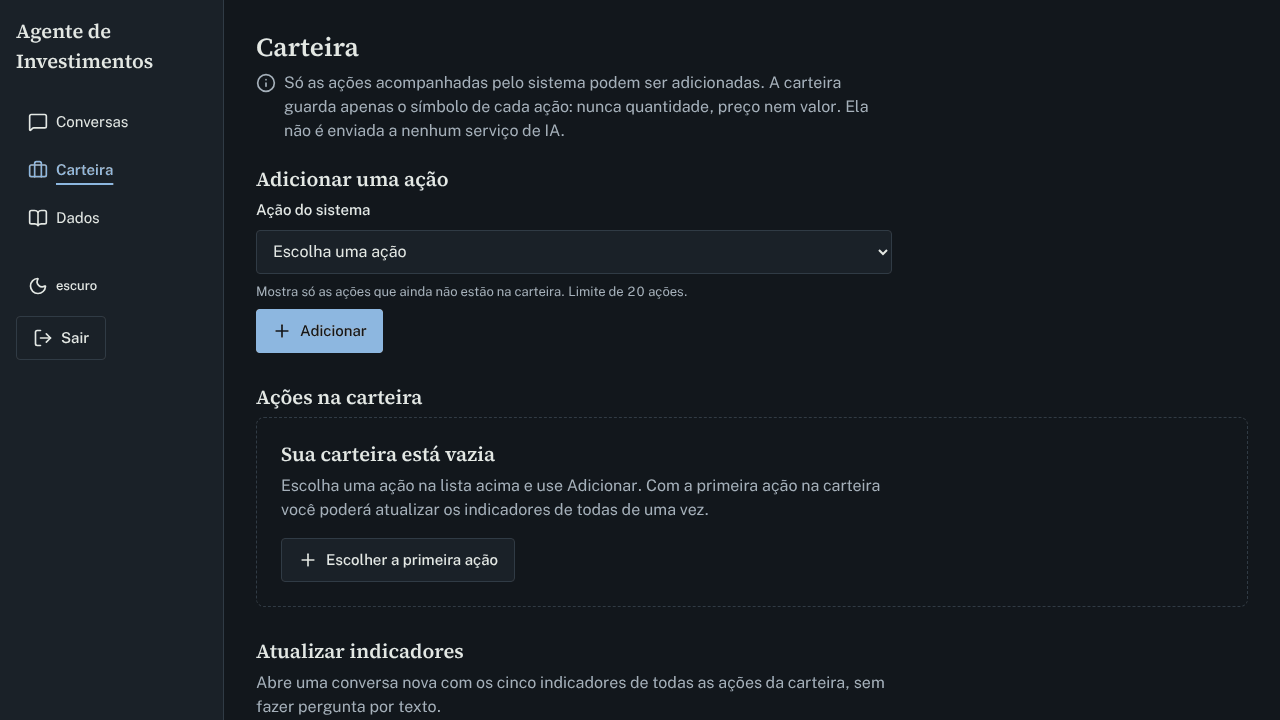 Agente de
Investimentos
Conversas
Carteira
Dados
escuro
Sair
Carteira
Só as ações acompanhadas pelo sistema podem ser adicionadas. A carteira
guarda apenas o símbolo de cada ação: nunca quantidade, preço nem valor. Ela
não é enviada a nenhum serviço de IA.
Adicionar uma ação
Ação do sistema
Escolha uma ação
Mostra só as ações que ainda não estão na carteira. Limite de 20 ações.
Adicionar
Ações na carteira
Sua carteira está vazia
Escolha uma ação na lista acima e use Adicionar. Com a primeira ação na carteira
você poderá atualizar os indicadores de todas de uma vez.
Escolher a primeira ação
Atualizar indicadores
Abre uma conversa nova com os cinco indicadores de todas as ações da carteira, sem
fazer pergunta por texto.